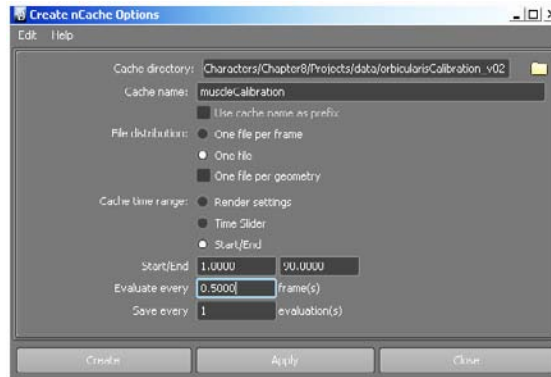 Create nCache Options
Edit Help
Cache directory: Characters/Chapter8/Projects/data/orbicularisCalibration_v02
Cache name: muscleCalibration
Use cache name as prefix
File distribution: One file per frame
One file
One file per geometry
Cache time range: Render settings
Time Slider
Start/End
Start/End 1.0000 90.0000
Evaluate every 0.5000 frame(s)
Save every 1 evaluation(s)
Create Apply Close